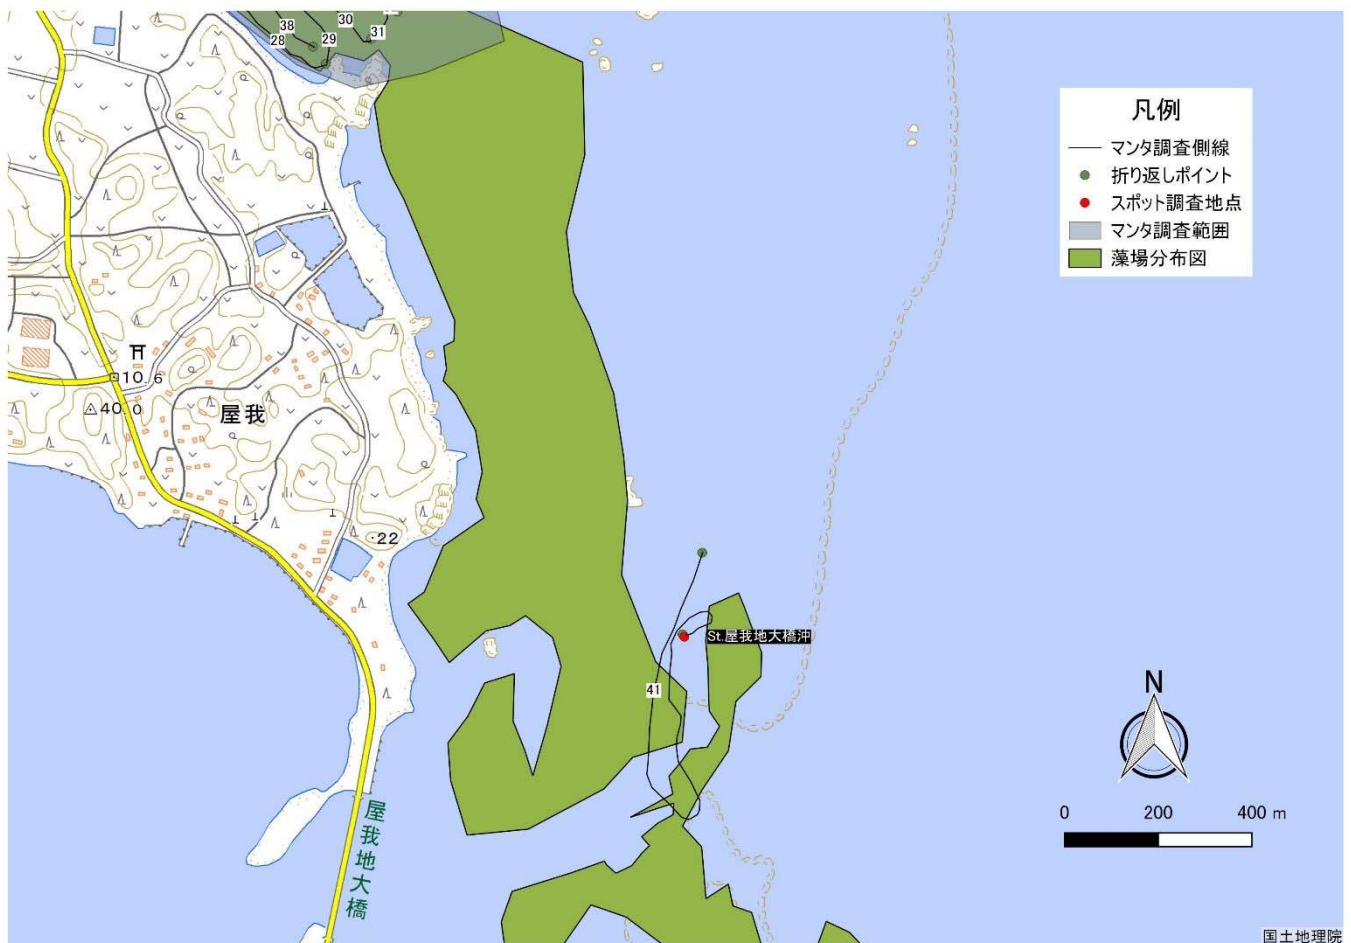 30
38
31
28
29
凡例
マンタ調査側線
折り返しポイント
スポット調査地点
マンタ調査範囲
藻場分布図
10.6
40.0
屋我
・22
St.屋我地大橋沖
41
N
0 200 400 m
屋我地大橋
国土地理院